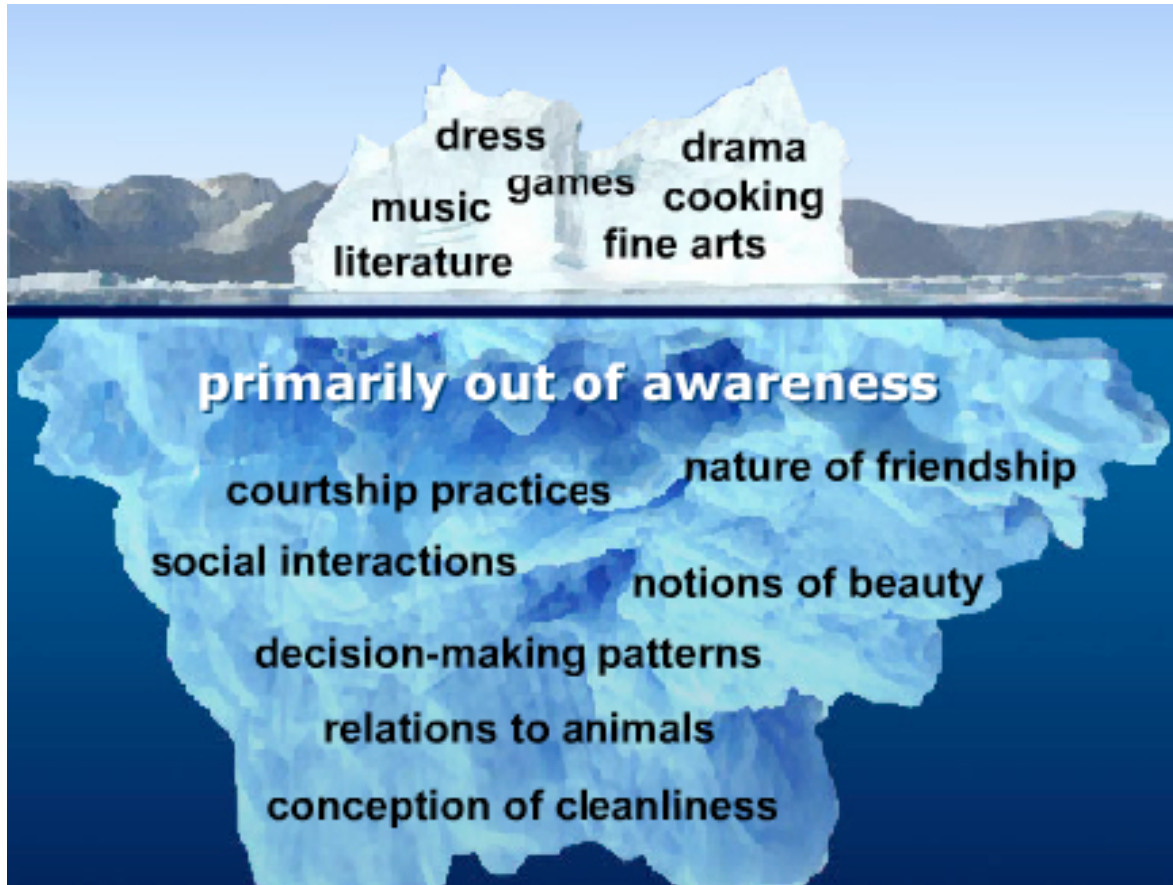 dress
drama
games
music
cooking
literature
fine arts
primarily out of awareness
nature of friendship
courtship practices
social interactions
notions of beauty
decision-making patterns
relations to animals
conception of cleanliness